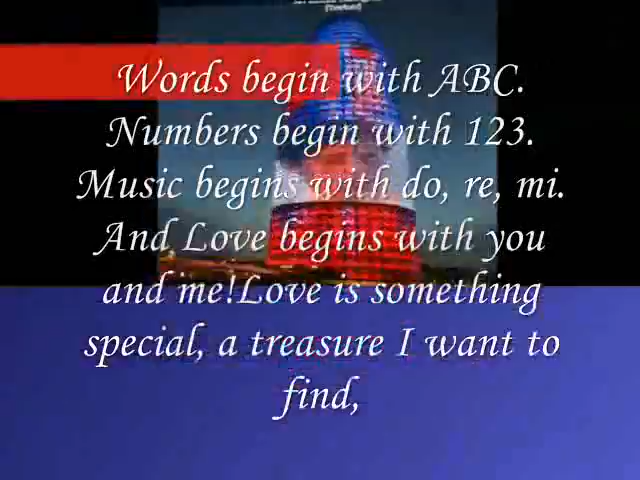 Words begin with ABC.
Numbers begin with 123.
Music begins with do, re, mi.
And Love begins with you
and me!Love is something
special, a treasure I want to
find,